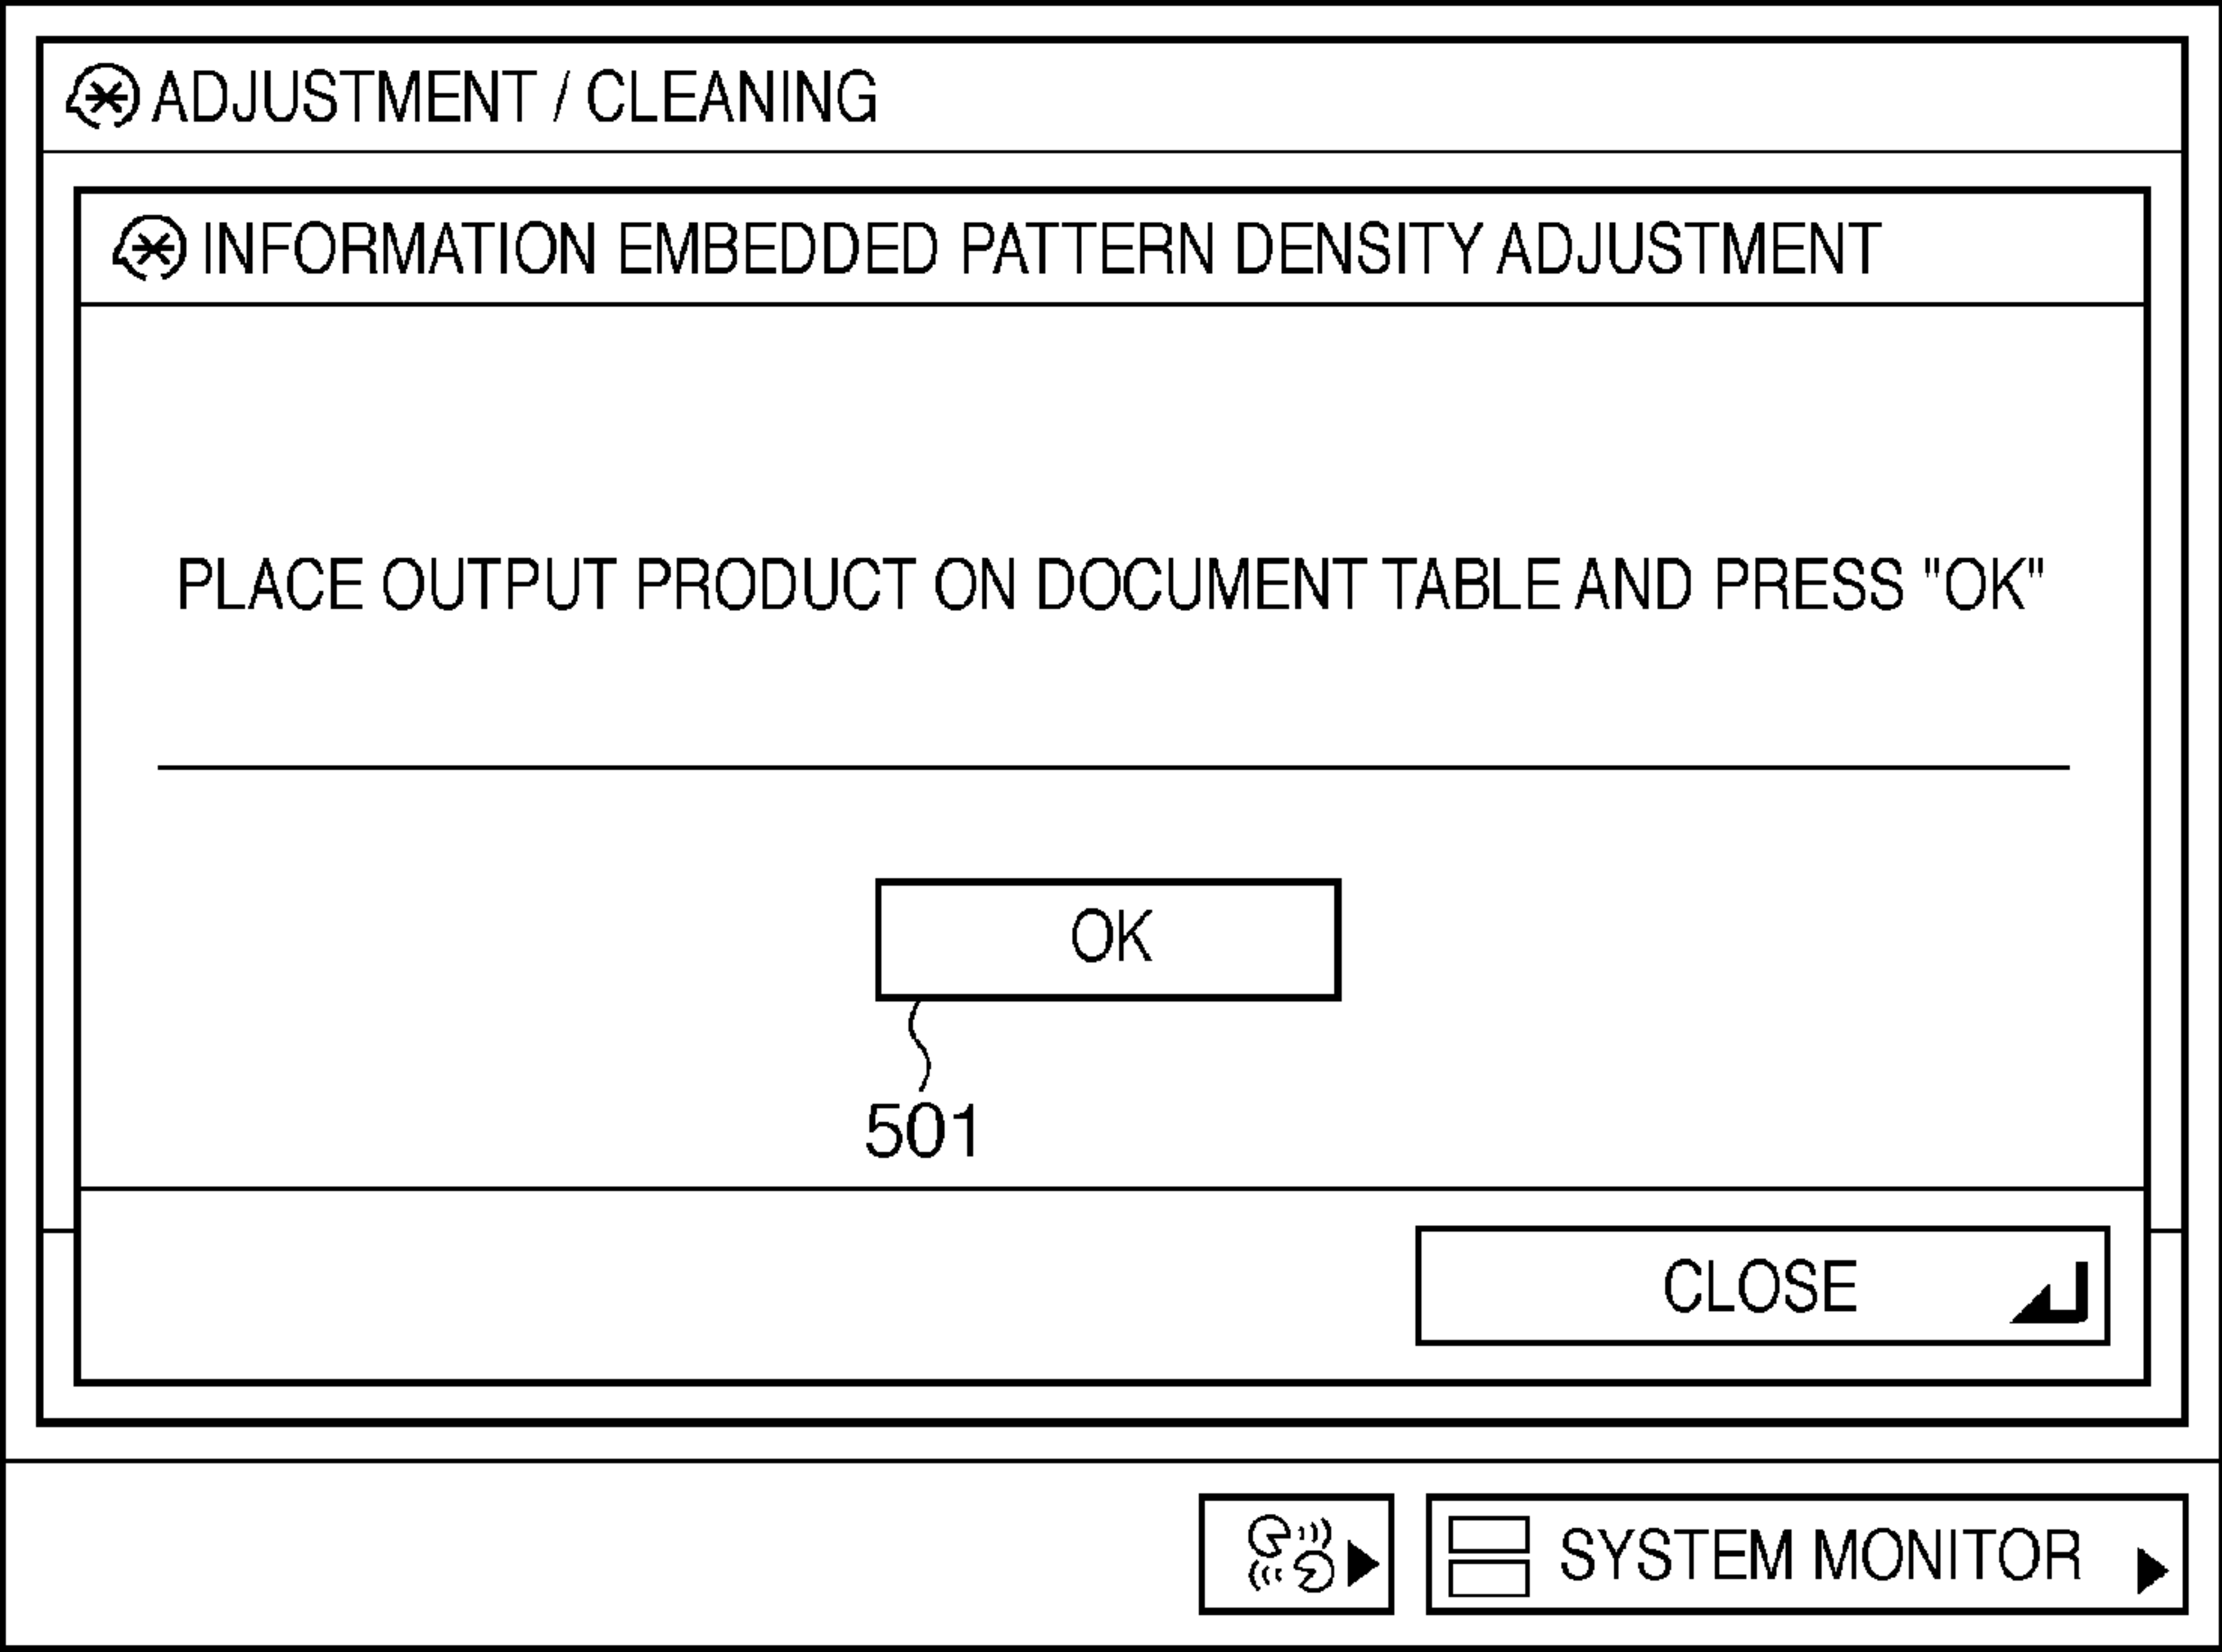 ADJUSTMENT / CLEANING
INFORMATION EMBEDDED PATTERN DENSITY ADJUSTMENT
PLACE OUTPUT PRODUCT ON DOCUMENT TABLE AND PRESS "OK"
OK
501
CLOSE
SYSTEM MONITOR